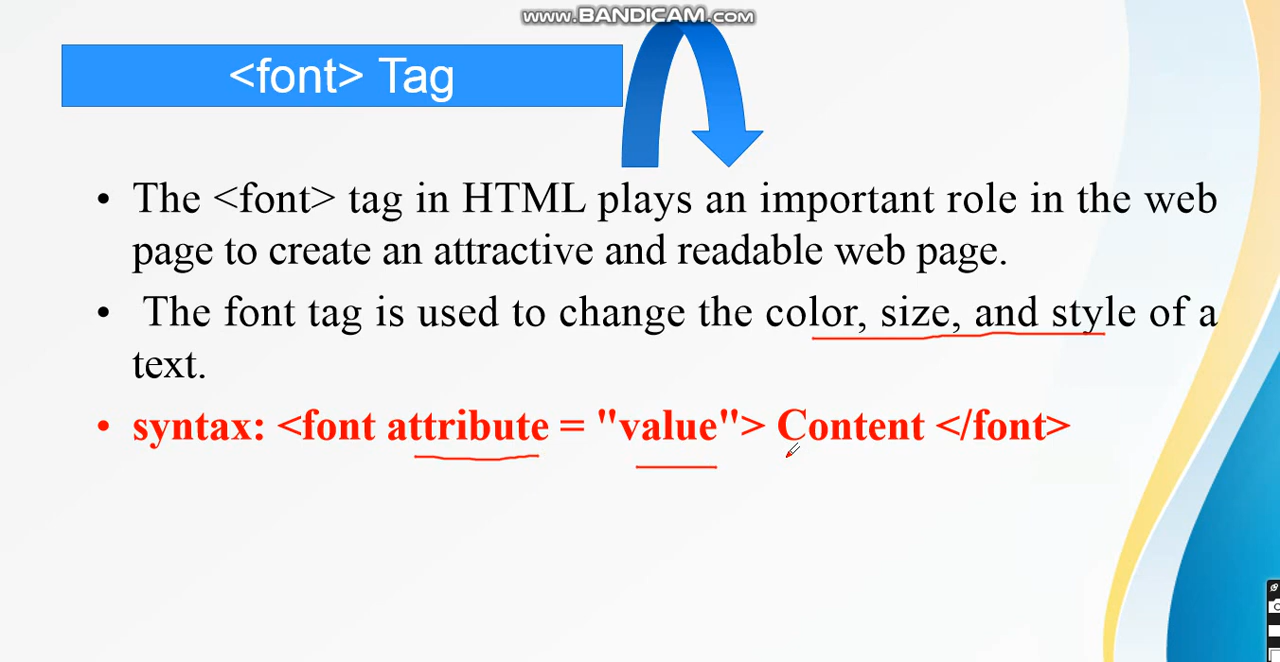 www.BANDICAM.com
<font> Tag
• The <font> tag in HTML plays an important role in the web
page to create an attractive and readable web page.
• The font tag is used to change the color, size, and style of a
text.
• syntax: <font attribute = "value"> Content </font>